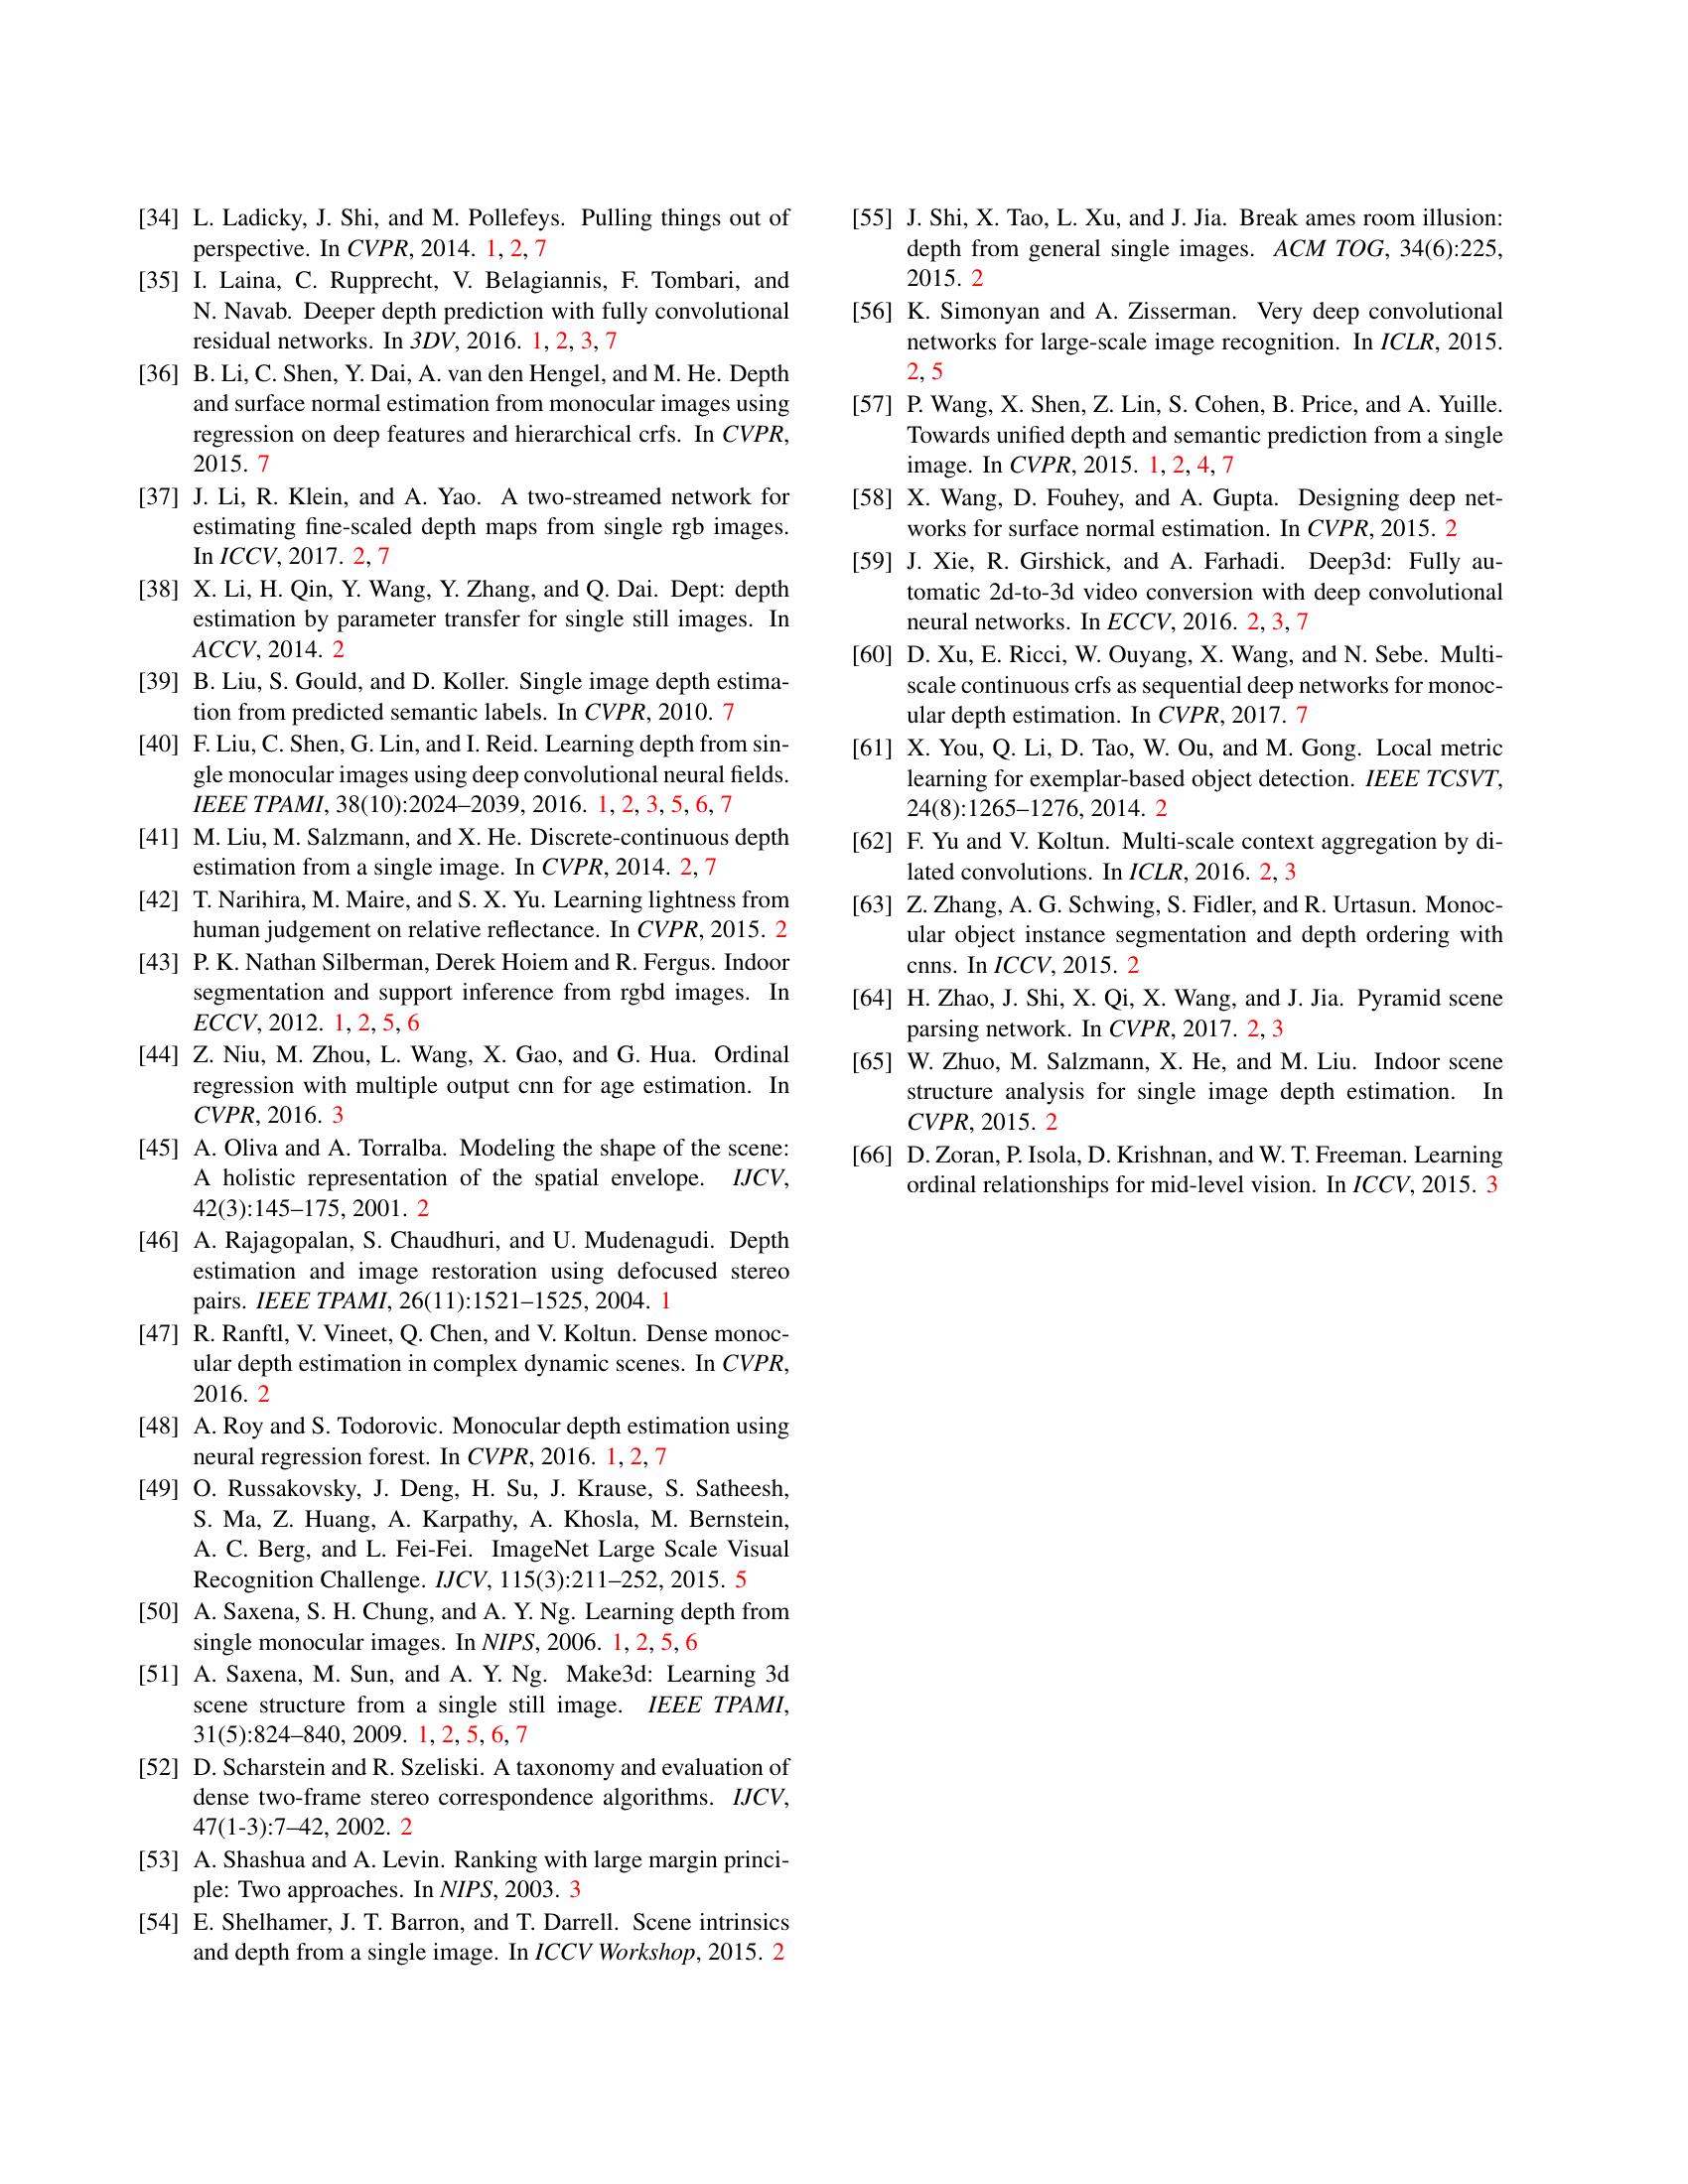 [34] L. Ladicky, J. Shi, and M. Pollefeys. Pulling things out of
perspective. In CVPR, 2014. 1, 2, 7
[35] I. Laina, C. Rupprecht, V. Belagiannis, F. Tombari, and
N. Navab. Deeper depth prediction with fully convolutional
residual networks. In 3DV, 2016. 1, 2, 3, 7
[36] B. Li, C. Shen, Y. Dai, A. van den Hengel, and M. He. Depth
and surface normal estimation from monocular images using
regression on deep features and hierarchical crfs. In CVPR,
2015. 7
[37] J. Li, R. Klein, and A. Yao. A two-streamed network for
estimating fine-scaled depth maps from single rgb images.
In ICCV, 2017. 2, 7
[38] X. Li, H. Qin, Y. Wang, Y. Zhang, and Q. Dai. Dept: depth
estimation by parameter transfer for single still images. In
ACCV, 2014. 2
[39] B. Liu, S. Gould, and D. Koller. Single image depth estima-
tion from predicted semantic labels. In CVPR, 2010. 7
[40] F. Liu, C. Shen, G. Lin, and I. Reid. Learning depth from sin-
gle monocular images using deep convolutional neural fields.
IEEE TPAMI, 38(10):2024–2039, 2016. 1, 2, 3, 5, 6, 7
[41] M. Liu, M. Salzmann, and X. He. Discrete-continuous depth
estimation from a single image. In CVPR, 2014. 2, 7
[42] T. Narihira, M. Maire, and S. X. Yu. Learning lightness from
human judgement on relative reflectance. In CVPR, 2015. 2
[43] P. K. Nathan Silberman, Derek Hoiem and R. Fergus. Indoor
segmentation and support inference from rgbd images. In
ECCV, 2012. 1, 2, 5, 6
[44] Z. Niu, M. Zhou, L. Wang, X. Gao, and G. Hua. Ordinal
regression with multiple output cnn for age estimation. In
CVPR, 2016. 3
[45] A. Oliva and A. Torralba. Modeling the shape of the scene:
A holistic representation of the spatial envelope. IJCV,
42(3):145–175, 2001. 2
[46] A. Rajagopalan, S. Chaudhuri, and U. Mudenagudi. Depth
estimation and image restoration using defocused stereo
pairs. IEEE TPAMI, 26(11):1521–1525, 2004. 1
[47] R. Ranftl, V. Vineet, Q. Chen, and V. Koltun. Dense monoc-
ular depth estimation in complex dynamic scenes. In CVPR,
2016. 2
[48] A. Roy and S. Todorovic. Monocular depth estimation using
neural regression forest. In CVPR, 2016. 1, 2, 7
[49] O. Russakovsky, J. Deng, H. Su, J. Krause, S. Satheesh,
S. Ma, Z. Huang, A. Karpathy, A. Khosla, M. Bernstein,
A. C. Berg, and L. Fei-Fei. ImageNet Large Scale Visual
Recognition Challenge. IJCV, 115(3):211–252, 2015. 5
[50] A. Saxena, S. H. Chung, and A. Y. Ng. Learning depth from
single monocular images. In NIPS, 2006. 1, 2, 5, 6
[51] A. Saxena, M. Sun, and A. Y. Ng. Make3d: Learning 3d
scene structure from a single still image. IEEE TPAMI,
31(5):824–840, 2009. 1, 2, 5, 6, 7
[52] D. Scharstein and R. Szeliski. A taxonomy and evaluation of
dense two-frame stereo correspondence algorithms. IJCV,
47(1-3):7–42, 2002. 2
[53] A. Shashua and A. Levin. Ranking with large margin princi-
ple: Two approaches. In NIPS, 2003. 3
[54] E. Shelhamer, J. T. Barron, and T. Darrell. Scene intrinsics
and depth from a single image. In ICCV Workshop, 2015. 2
[55] J. Shi, X. Tao, L. Xu, and J. Jia. Break ames room illusion:
depth from general single images. ACM TOG, 34(6):225,
2015. 2
[56] K. Simonyan and A. Zisserman. Very deep convolutional
networks for large-scale image recognition. In ICLR, 2015.
2, 5
[57] P. Wang, X. Shen, Z. Lin, S. Cohen, B. Price, and A. Yuille.
Towards unified depth and semantic prediction from a single
image. In CVPR, 2015. 1, 2, 4, 7
[58] X. Wang, D. Fouhey, and A. Gupta. Designing deep net-
works for surface normal estimation. In CVPR, 2015. 2
[59] J. Xie, R. Girshick, and A. Farhadi. Deep3d: Fully au-
tomatic 2d-to-3d video conversion with deep convolutional
neural networks. In ECCV, 2016. 2, 3, 7
[60] D. Xu, E. Ricci, W. Ouyang, X. Wang, and N. Sebe. Multi-
scale continuous crfs as sequential deep networks for monoc-
ular depth estimation. In CVPR, 2017. 7
[61] X. You, Q. Li, D. Tao, W. Ou, and M. Gong. Local metric
learning for exemplar-based object detection. IEEE TCSVT,
24(8):1265–1276, 2014. 2
[62] F. Yu and V. Koltun. Multi-scale context aggregation by di-
lated convolutions. In ICLR, 2016. 2, 3
[63] Z. Zhang, A. G. Schwing, S. Fidler, and R. Urtasun. Monoc-
ular object instance segmentation and depth ordering with
cnns. In ICCV, 2015. 2
[64] H. Zhao, J. Shi, X. Qi, X. Wang, and J. Jia. Pyramid scene
parsing network. In CVPR, 2017. 2, 3
[65] W. Zhuo, M. Salzmann, X. He, and M. Liu. Indoor scene
structure analysis for single image depth estimation. In
CVPR, 2015. 2
[66] D. Zoran, P. Isola, D. Krishnan, and W. T. Freeman. Learning
ordinal relationships for mid-level vision. In ICCV, 2015. 3